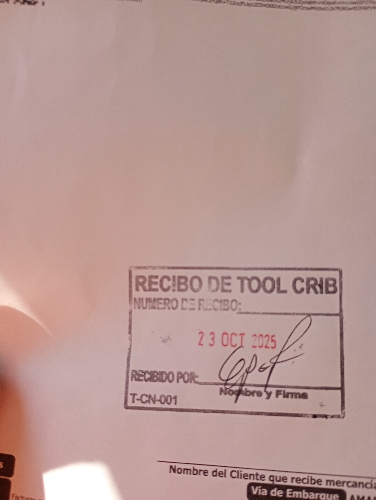 RECIBO DE TOOL CRIB
NUMERO DE RECIBO:
23 OCT 2025
RECIBIDO POR:
Nombre y Firma
T-CN-001
Nombre del Cliente que recibe mercancía
Vía de Embarque